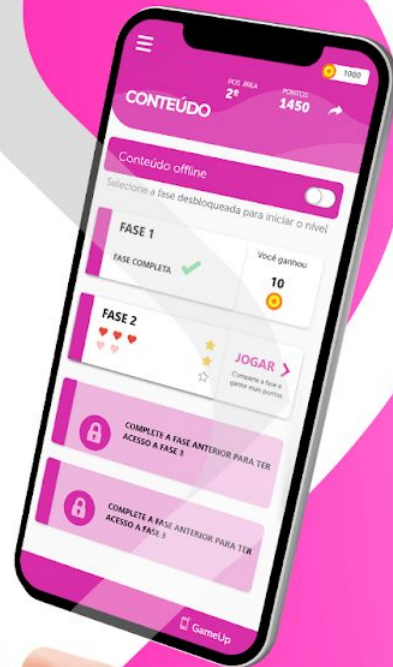 1000
CONTEÚDO
POS. ÁREA
2º
PONTOS
1450
Conteúdo offline
Selecione a fase desbloqueada para iniciar o nível
FASE 1
FASE COMPLETA
Você ganhou
10
FASE 2
JOGAR
Complete a fase e
ganhe mais pontos
COMPLETE A FASE ANTERIOR PARA TER
ACESSO A FASE 3
COMPLETE A FASE ANTERIOR PARA TER
ACESSO A FASE 3
GameUp